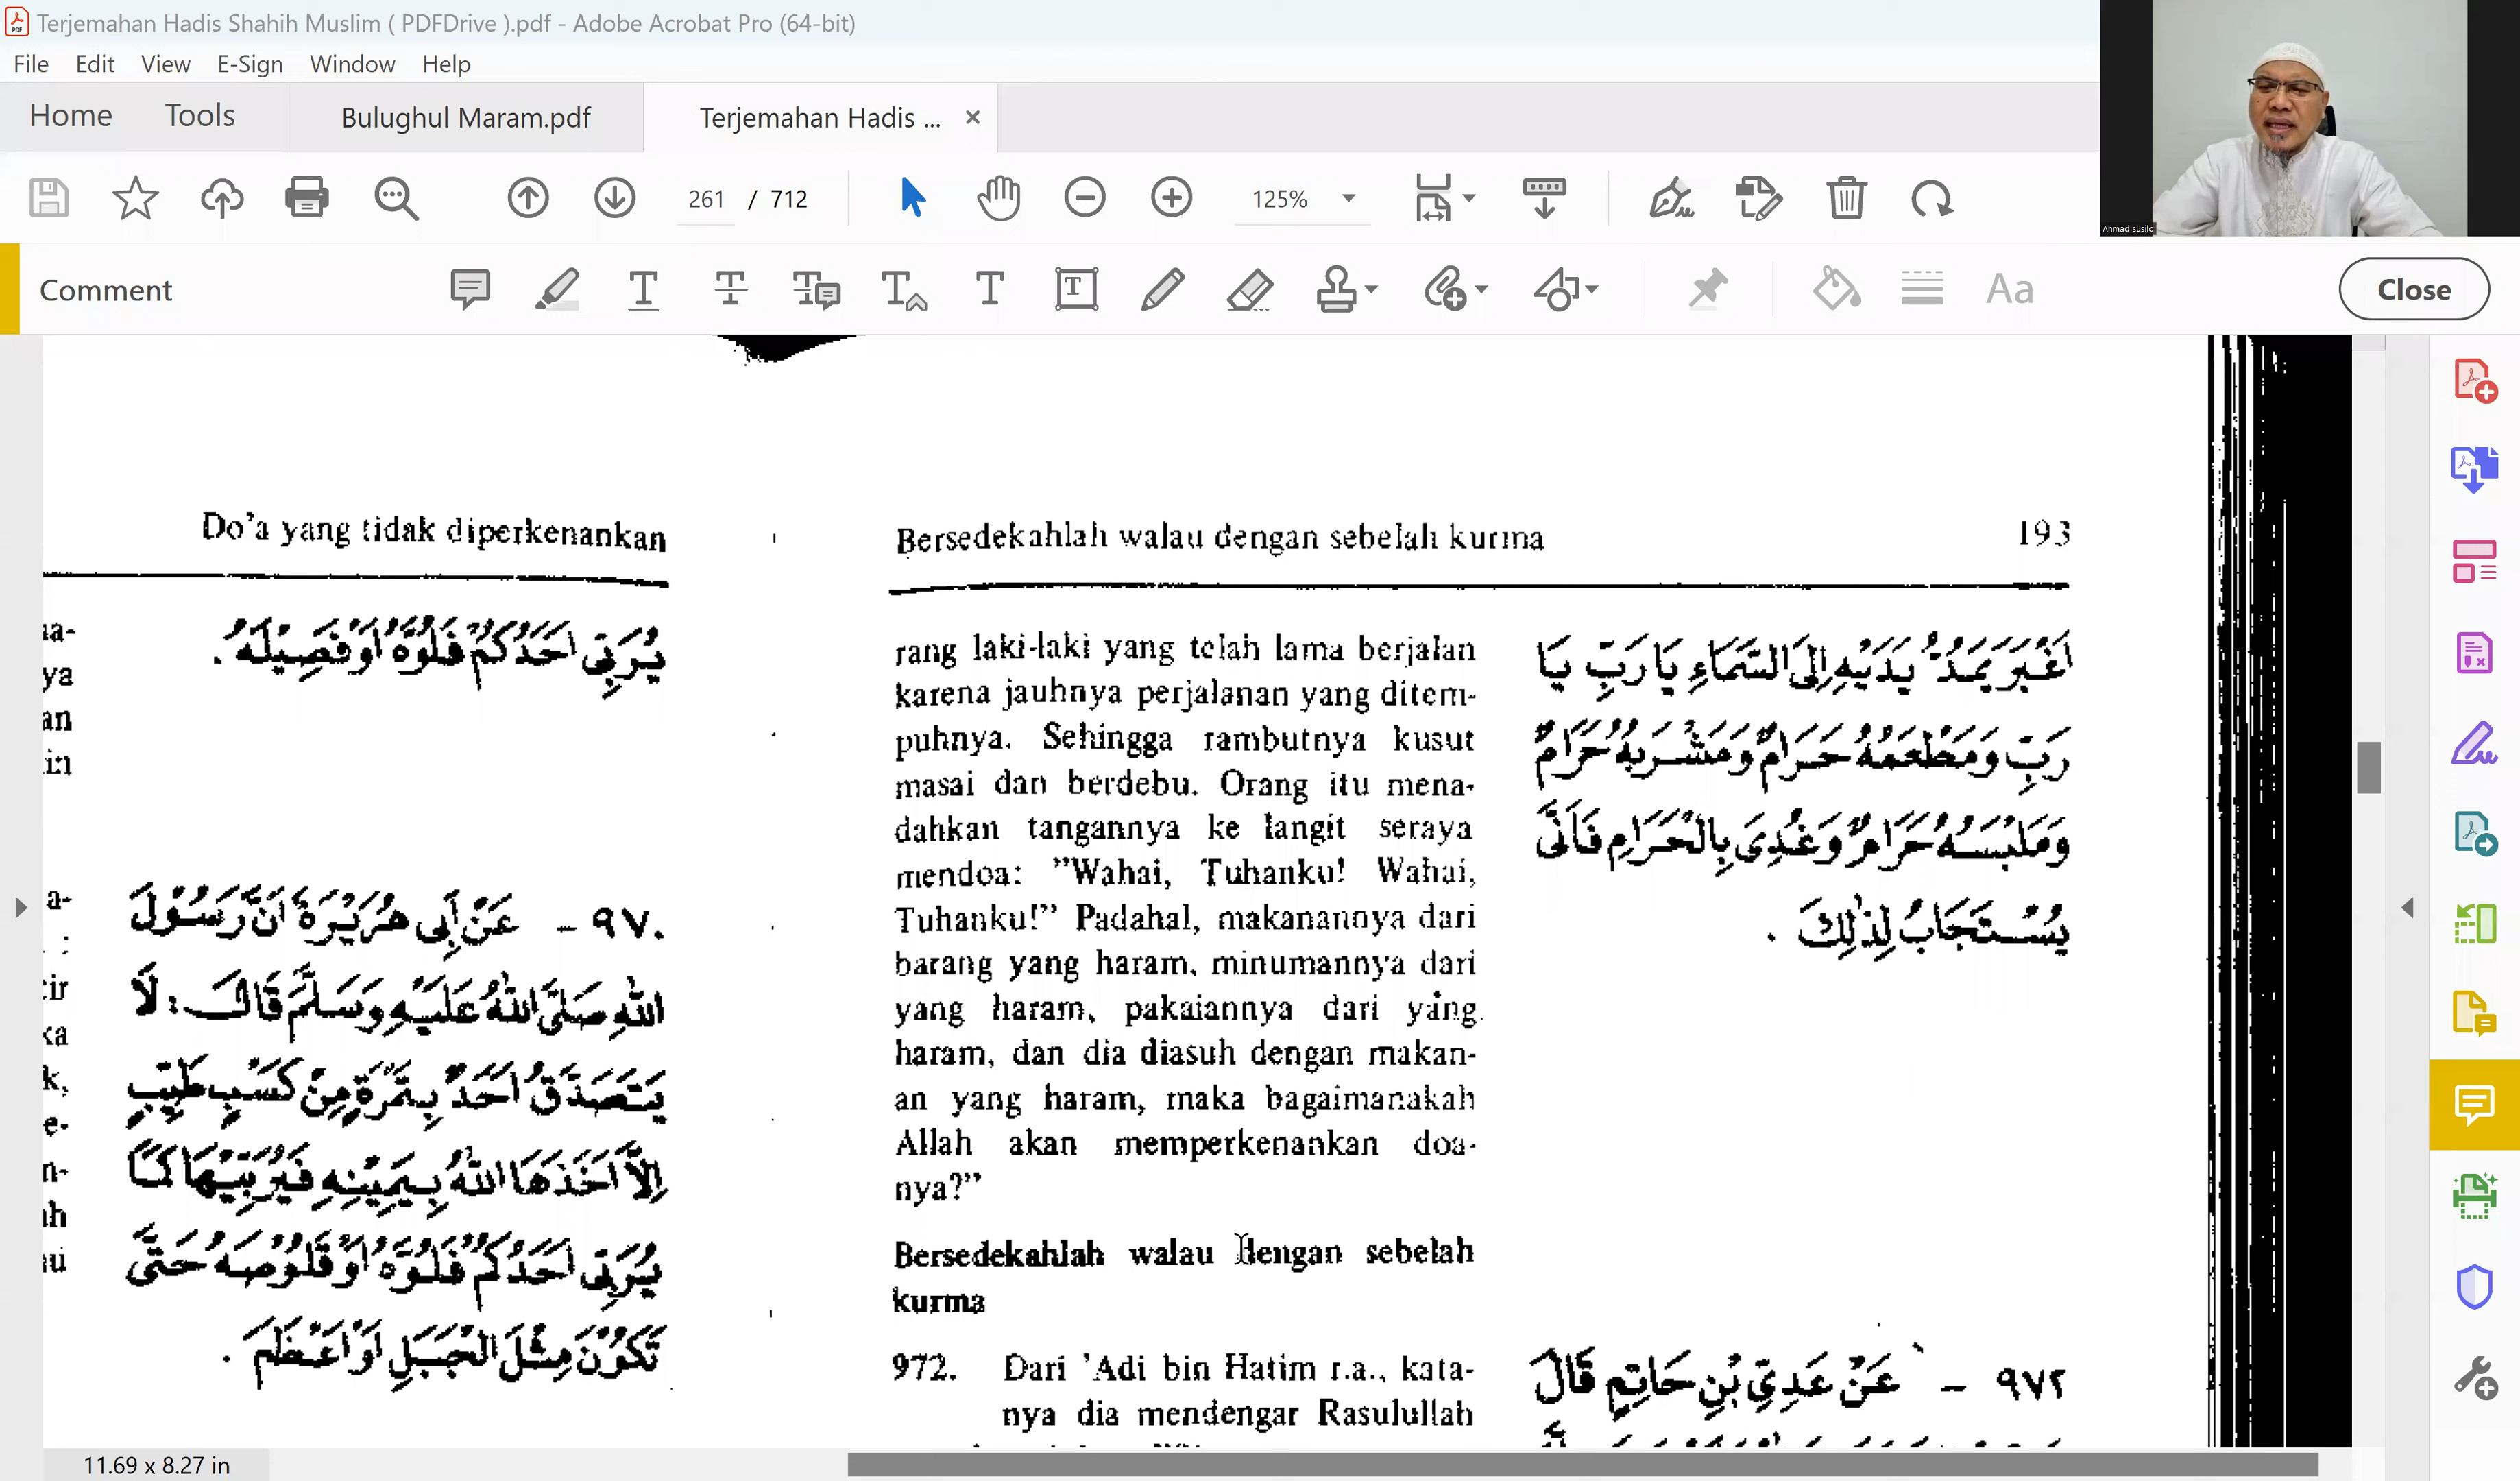 Terjemahan Hadis Shahih Muslim ( PDFDrive ).pdf - Adobe Acrobat Pro (64-bit)
File Edit View E-Sign Window Help
Home Tools Bulughul Maram.pdf Terjemahan Hadis ...
261 / 712 125%
Ahmad susilo
Comment Close
Do'a yang tidak diperkenankan
يُرَبِّى اَحَدُكُمْ فَلُوَّهُ اَوْفَصِيْلَهُ .
٩٧٠ - عَنْ اَبِى هُرَيْرَةَ اَنَّ رَسُوْلَ
اللّٰهِ صَلَّى اللّٰهُ عَلَيْهِ وَسَلَّمَ قَالَ : لَا
يَتَصَدَّقُ اَحَدٌ بِتَمْرَةٍ مِنْ كَسْبٍ طَيِّبٍ
اِلَّا اَخَذَهَا اللّٰهُ بِيَمِيْنِهِ فَيُرَبِّيْهَا كَمَا
يُرَبِّى اَحَدُكُمْ فَلُوَّهُ اَوْ قَلُوْصَهُ حَتَّى
تَكُوْنَ مِثْلَ الْجَبَلِ اَوْ اَعْظَمَ .
Bersedekahlah walau dengan sebelah kurma 193
rang laki-laki yang telah lama berjalan
karena jauhnya perjalanan yang ditem-
puhnya. Sehingga rambutnya kusut
masai dan berdebu. Orang itu mena-
dahkan tangannya ke langit seraya
mendoa: "Wahai, Tuhanku! Wahai,
Tuhanku!" Padahal, makanannya dari
barang yang haram, minumannya dari
yang haram, pakaiannya dari yang
haram, dan dia diasuh dengan makan-
an yang haram, maka bagaimanakah
Allah akan memperkenankan doa-
nya?"
Bersedekahlah walau dengan sebelah
kurma
972. Dari 'Adi bin Hatim r.a., kata-
nya dia mendengar Rasulullah
اَغْبَرَ يَمُدُّ يَدَيْهِ اِلَى السَّمَاءِ يَا رَبِّ يَا
رَبِّ وَمَطْعَمُهُ حَرَامٌ وَمَشْرَبُهُ حَرَامٌ
وَمَلْبَسُهُ حَرَامٌ وَغُذِىَ بِالْحَرَامِ فَاَنَّى
يُسْتَجَابُ لِذٰلِكَ .
٩٧٢ - عَنْ عَدِيِّ بْنِ حَاتِمٍ قَالَ
11.69 x 8.27 in